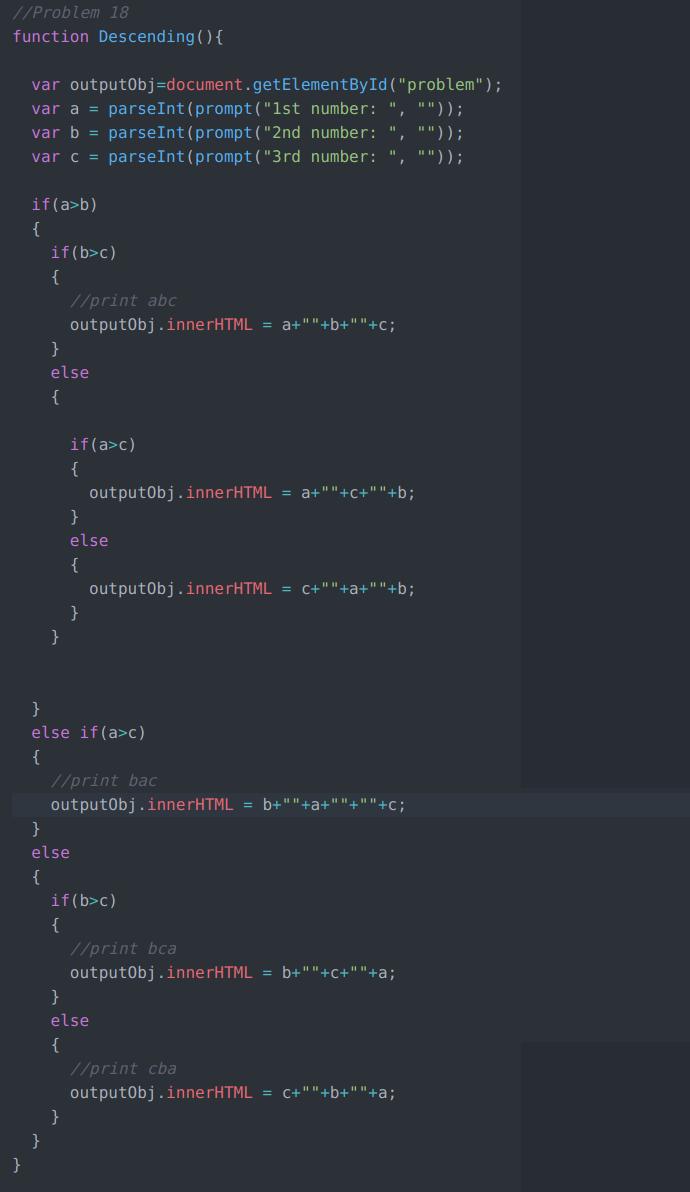 //Problem 18
function Descending(){
var outputObj=document.getElementById("problem");
var a = parseInt(prompt("1st number: ", ""));
var b = parseInt(prompt("2nd number: ", ""));
var c = parseInt(prompt("3rd number: ", ""));
if(a>b)
{
if(b>c)
{
//print abc
outputObj.innerHTML = a+""+b+""+c;
}
else
{
if(a>c)
{
outputObj.innerHTML = a+""+c+""+b;
}
else
{
outputObj.innerHTML = c+""+a+""+b;
}
}
}
else if(a>c)
{
//print bac
outputObj.innerHTML = b+""+a+""+""+c;
}
else
{
if(b>c)
{
//print bca
outputObj.innerHTML = b+""+c+""+a;
}
else
{
//print cba
outputObj.innerHTML = c+""+b+""+a;
}
}
}